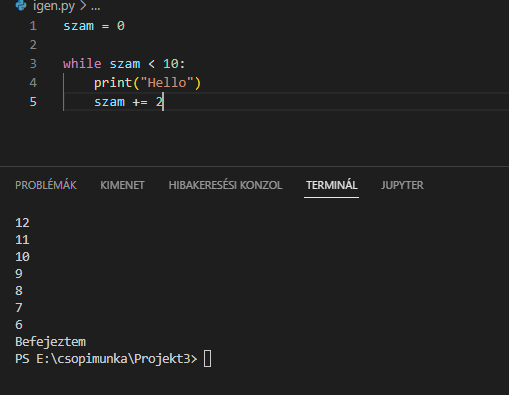 igen.py > ...
1 szam = 0
2
3 while szam < 10:
4 print("Hello")
5 szam += 2
PROBLÉMÁK KIMENET HIBAKERESÉSI KONZOL TERMINÁL JUPYTER
12
11
10
9
8
7
6
Befejeztem
PS E:\csopimunka\Projekt3>